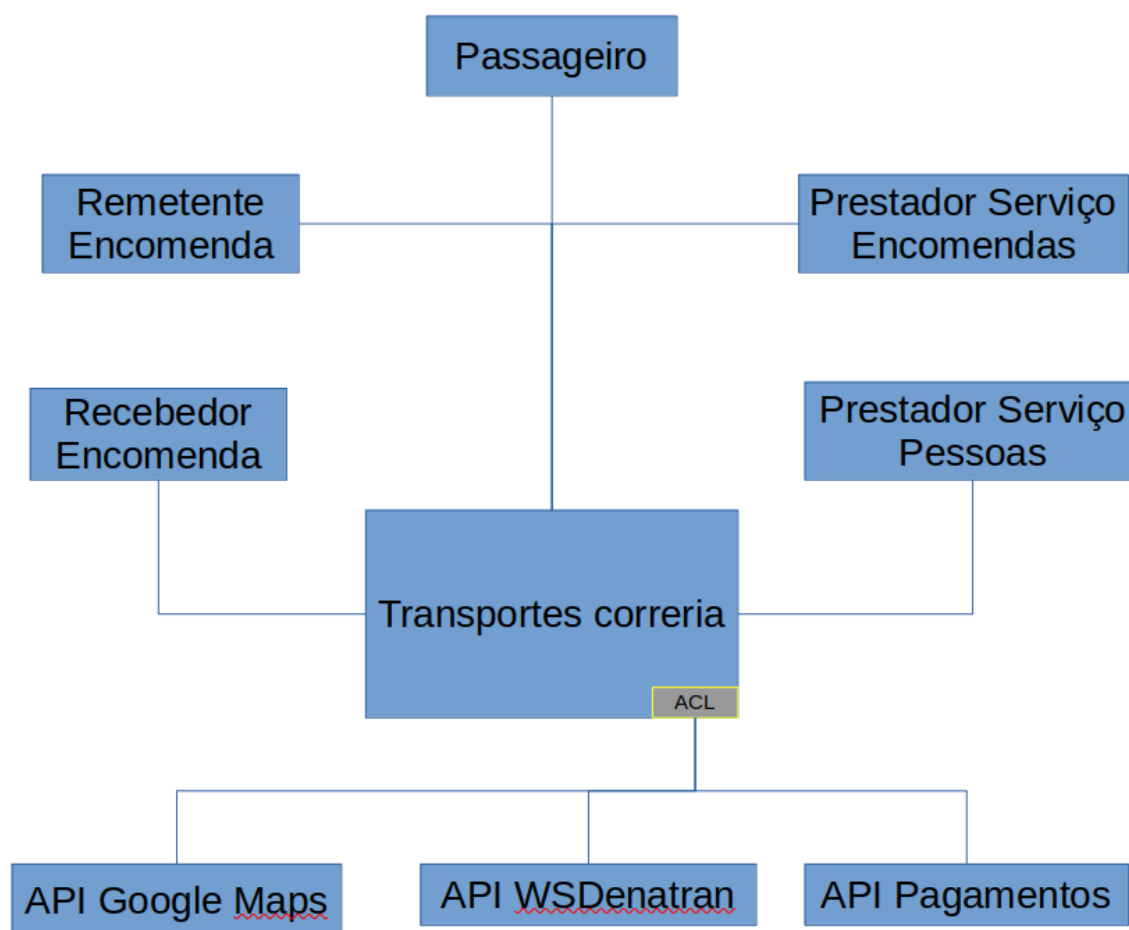 Passageiro
Remetente
Encomenda
Prestador Serviço
Encomendas
Recebedor
Encomenda
Prestador Serviço
Pessoas
Transportes correria
ACL
API Google Maps
API WSDenatran
API Pagamentos